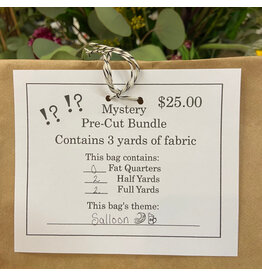 !? !? Mystery $25.00
Pre-Cut Bundle
Contains 3 yards of fabric
This bag contains:
0 Fat Quarters
2 Half Yards
2 Full Yards
This bag's theme:
Salloon